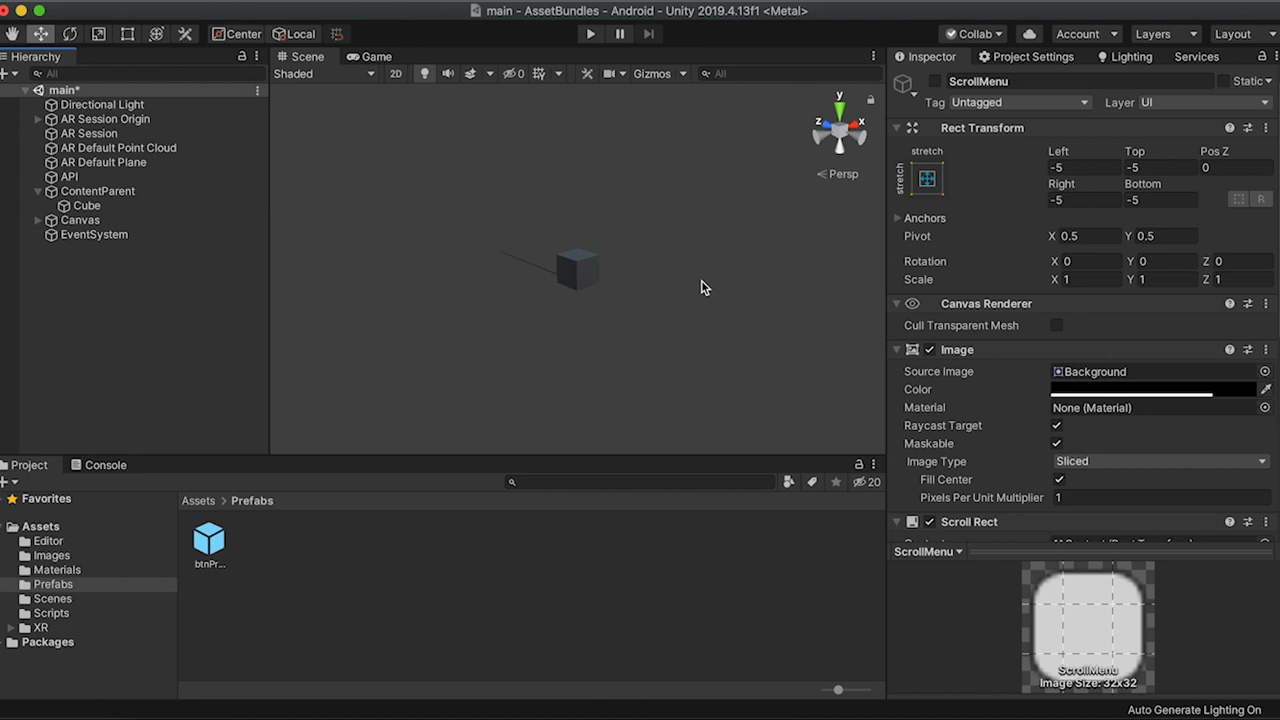 main - AssetBundles - Android - Unity 2019.4.13f1 <Metal>
Center Local Collab Account Layers Layout
Hierarchy
All
main*
Directional Light
AR Session Origin
AR Session
AR Default Point Cloud
AR Default Plane
API
ContentParent
Cube
Canvas
EventSystem
Scene Game
Shaded 2D 0 Gizmos All
y
z x
Persp
Inspector Project Settings Lighting Services
ScrollMenu Static
Tag Untagged Layer UI
Rect Transform
stretch Left Top Pos Z
stretch
-5 -5 0
Right Bottom
-5 -5 R
Anchors
Pivot X 0.5 Y 0.5
Rotation X 0 Y 0 Z 0
Scale X 1 Y 1 Z 1
Canvas Renderer
Cull Transparent Mesh
Image
Source Image Background
Color
Material None (Material)
Raycast Target
Maskable
Image Type Sliced
Fill Center
Pixels Per Unit Multiplier 1
Scroll Rect
ScrollMenu
ScrollMenu
Image Size: 32x32
Project Console
20
Favorites
Assets
Editor
Images
Materials
Prefabs
Scenes
Scripts
XR
Packages
Assets > Prefabs
btnPr...
Auto Generate Lighting On